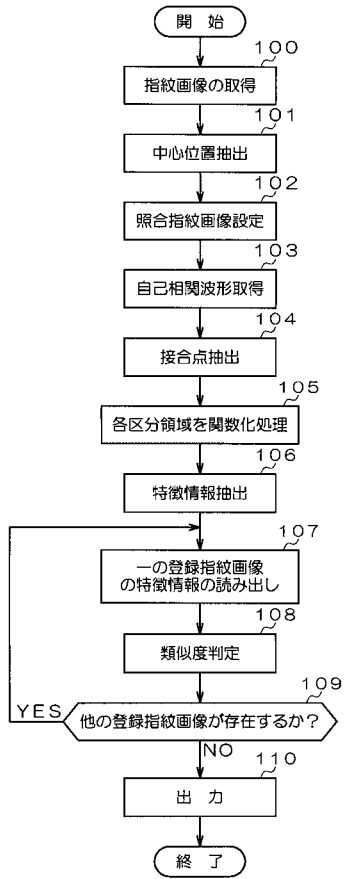 開 始
100
指紋画像の取得
101
中心位置抽出
102
照合指紋画像設定
103
自己相関波形取得
104
接合点抽出
105
各区分領域を関数化処理
106
特徴情報抽出
107
一の登録指紋画像
の特徴情報の読み出し
108
類似度判定
109
YES
他の登録指紋画像が存在するか？
NO
110
出 力
終 了